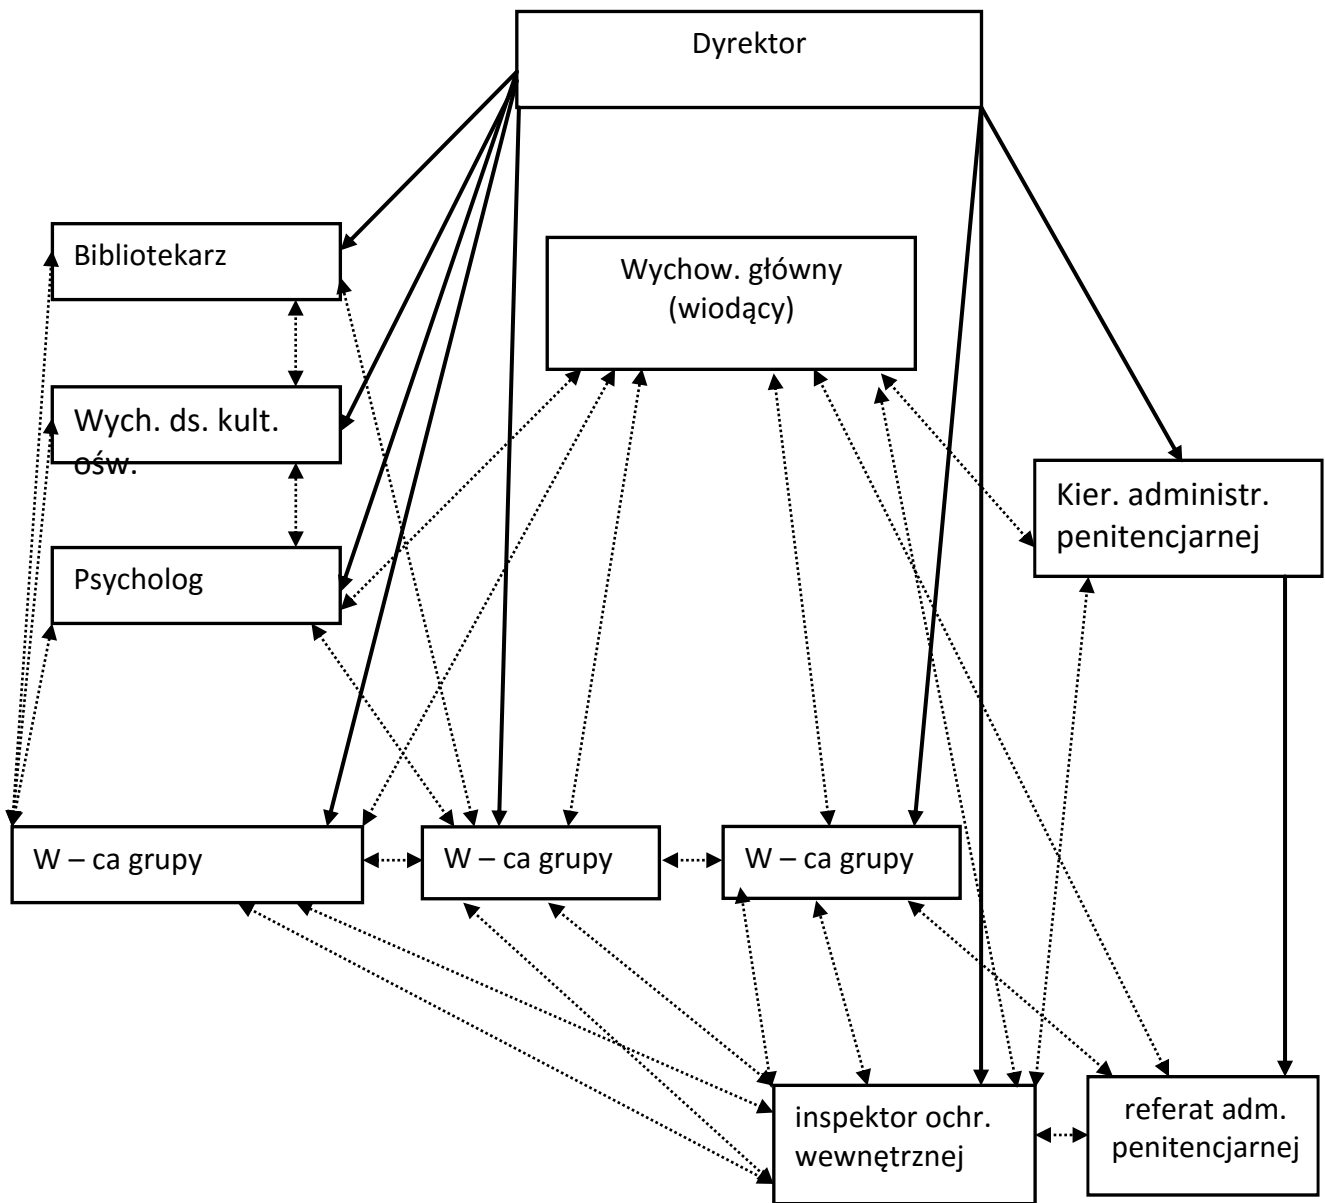 Dyrektor
Bibliotekarz
Wychow. główny
(wiodący)
Wych. ds. kult.
ośw.
Kier. administr.
penitencjarnej
Psycholog
W – ca grupy
W – ca grupy
W – ca grupy
inspektor ochr.
wewnętrznej
referat adm.
penitencjarnej